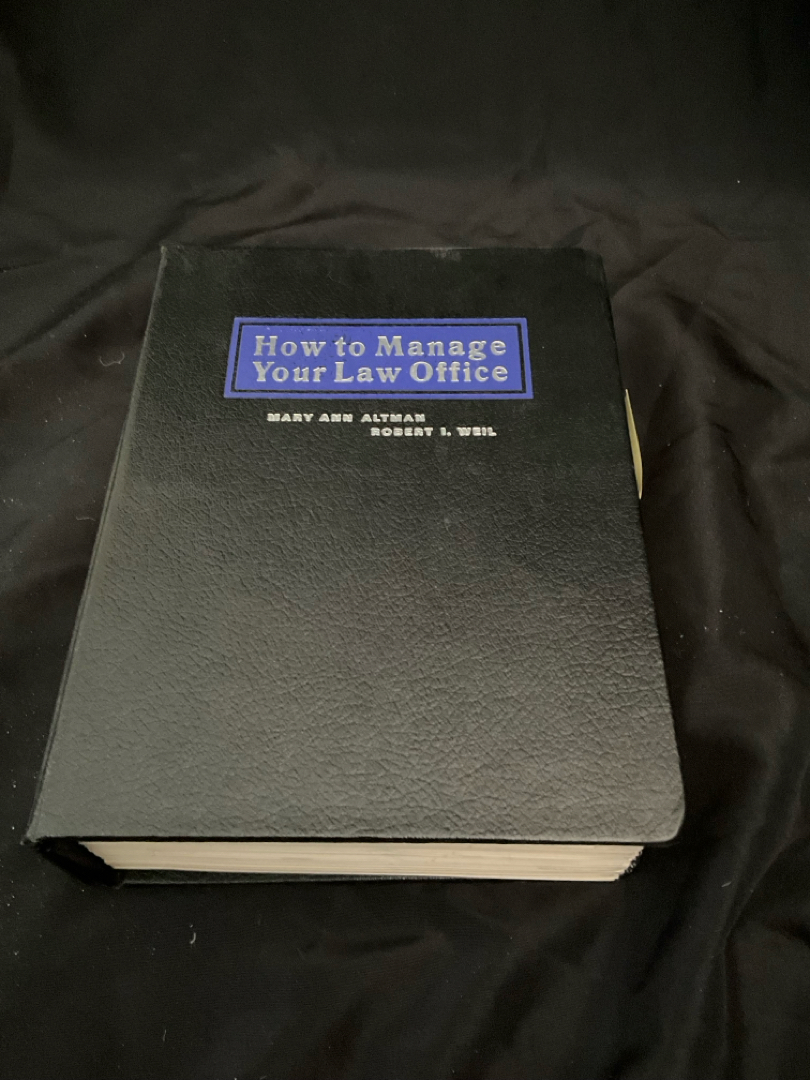 How to Manage
Your Law Office
MARY ANN ALTMAN
ROBERT I. WEIL